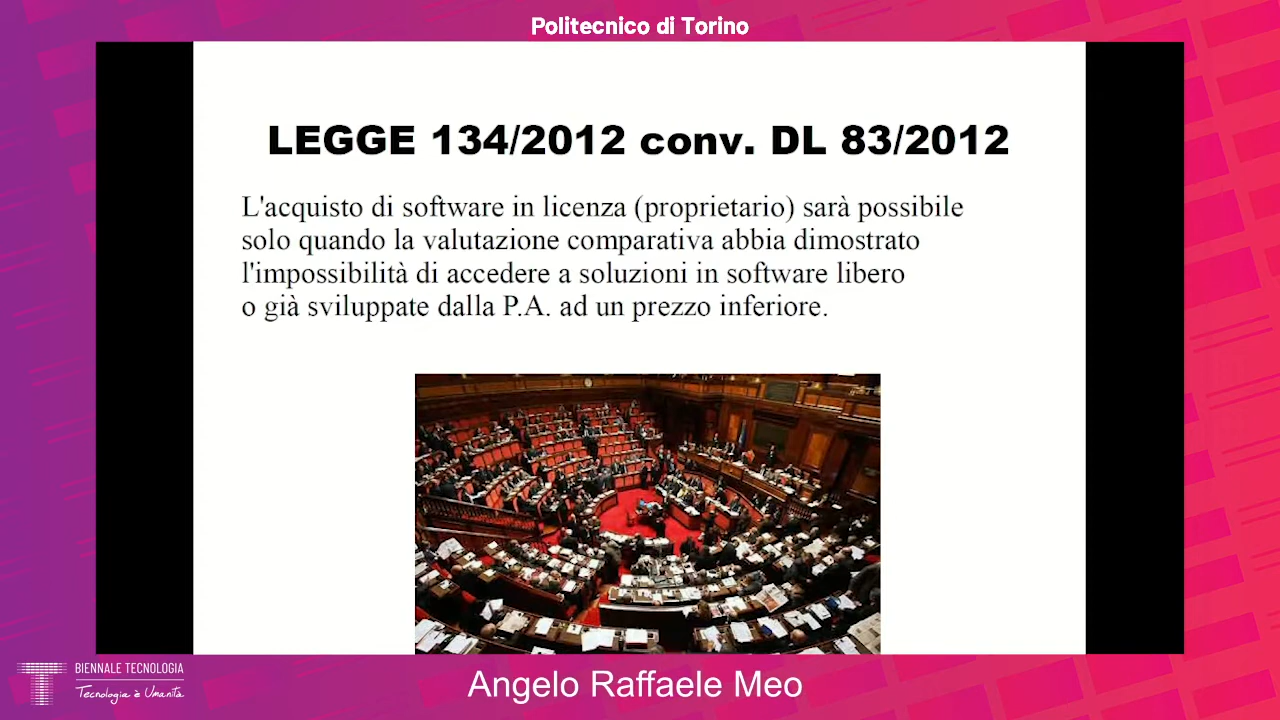 Politecnico di Torino
LEGGE 134/2012 conv. DL 83/2012
L'acquisto di software in licenza (proprietario) sarà possibile
solo quando la valutazione comparativa abbia dimostrato
l'impossibilità di accedere a soluzioni in software libero
o già sviluppate dalla P.A. ad un prezzo inferiore.
BIENNALE TECNOLOGIA
Tecnologia è Umanità
Angelo Raffaele Meo